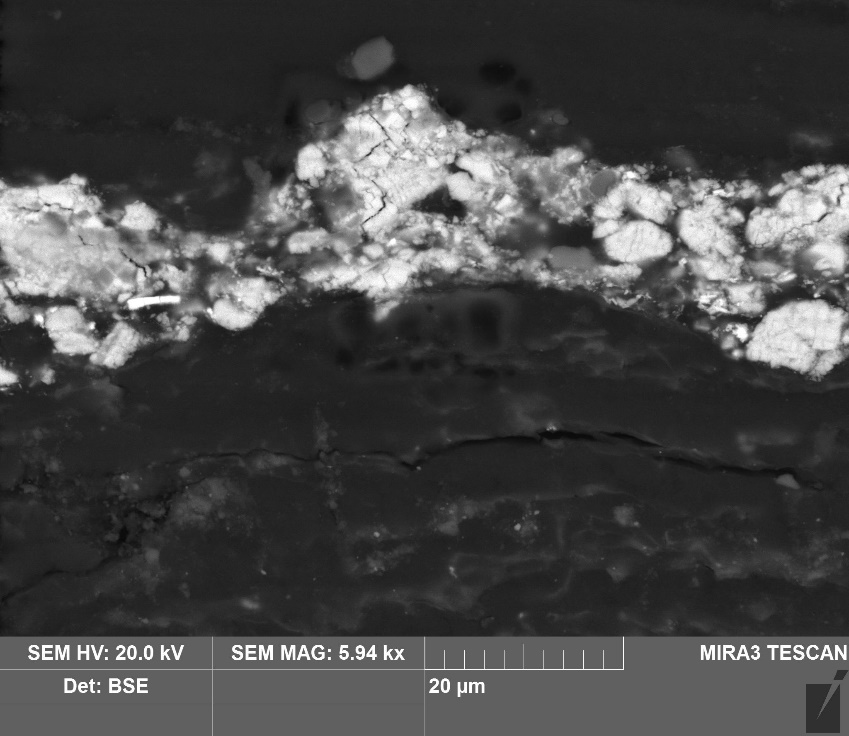 SEM HV: 20.0 kV
SEM MAG: 5.94 kx
MIRA3 TESCAN
Det: BSE
20 µm